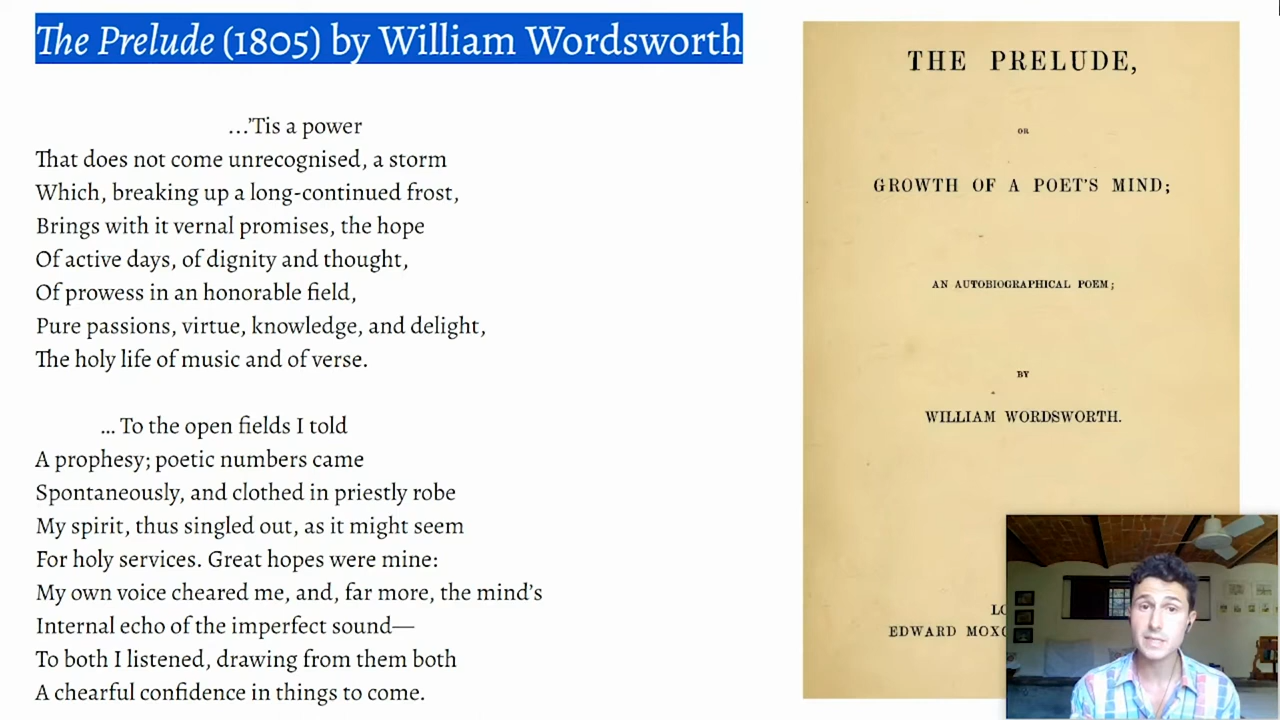 The Prelude (1805) by William Wordsworth
...'Tis a power
That does not come unrecognised, a storm
Which, breaking up a long-continued frost,
Brings with it vernal promises, the hope
Of active days, of dignity and thought,
Of prowess in an honorable field,
Pure passions, virtue, knowledge, and delight,
The holy life of music and of verse.
... To the open fields I told
A prophesy; poetic numbers came
Spontaneously, and clothed in priestly robe
My spirit, thus singled out, as it might seem
For holy services. Great hopes were mine:
My own voice cheared me, and, far more, the mind's
Internal echo of the imperfect sound—
To both I listened, drawing from them both
A chearful confidence in things to come.
THE PRELUDE,
OR
GROWTH OF A POET'S MIND;
AN AUTOBIOGRAPHICAL POEM;
BY
WILLIAM WORDSWORTH.
EDWARD